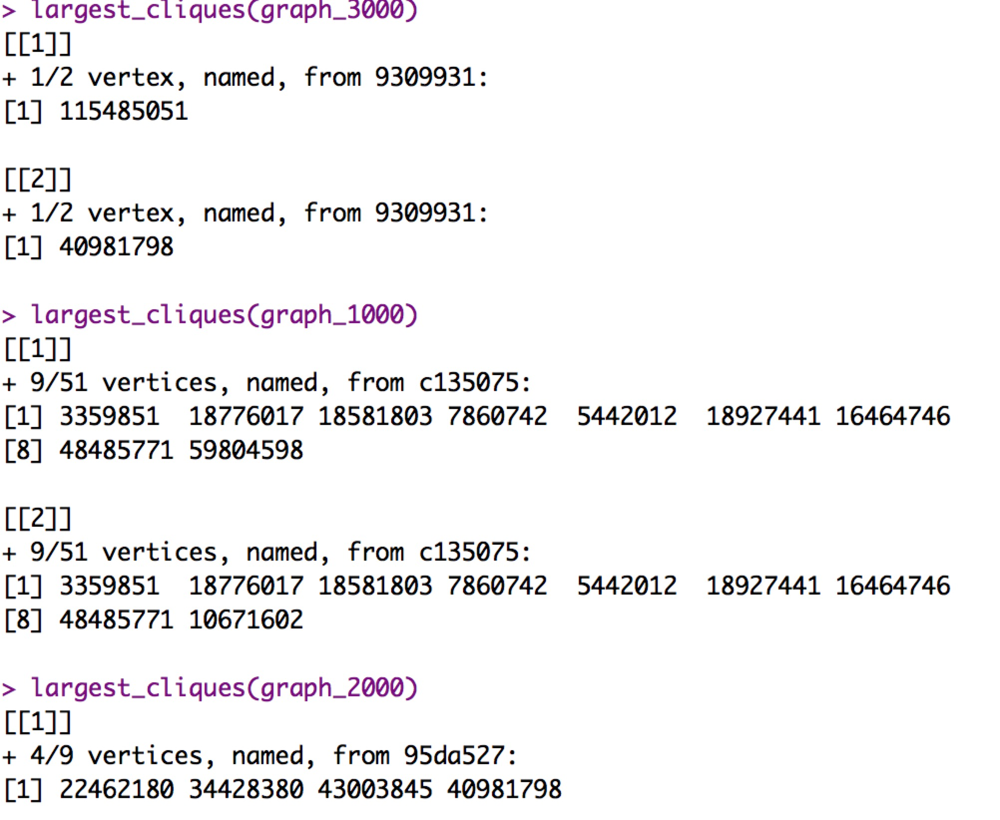 > largest_cliques(graph_3000)
[[1]]
+ 1/2 vertex, named, from 9309931:
[1] 115485051
[[2]]
+ 1/2 vertex, named, from 9309931:
[1] 40981798
> largest_cliques(graph_1000)
[[1]]
+ 9/51 vertices, named, from c135075:
[1] 3359851  18776017 18581803 7860742  5442012  18927441 16464746
[8] 48485771 59804598
[[2]]
+ 9/51 vertices, named, from c135075:
[1] 3359851  18776017 18581803 7860742  5442012  18927441 16464746
[8] 48485771 10671602
> largest_cliques(graph_2000)
[[1]]
+ 4/9 vertices, named, from 95da527:
[1] 22462180 34428380 43003845 40981798